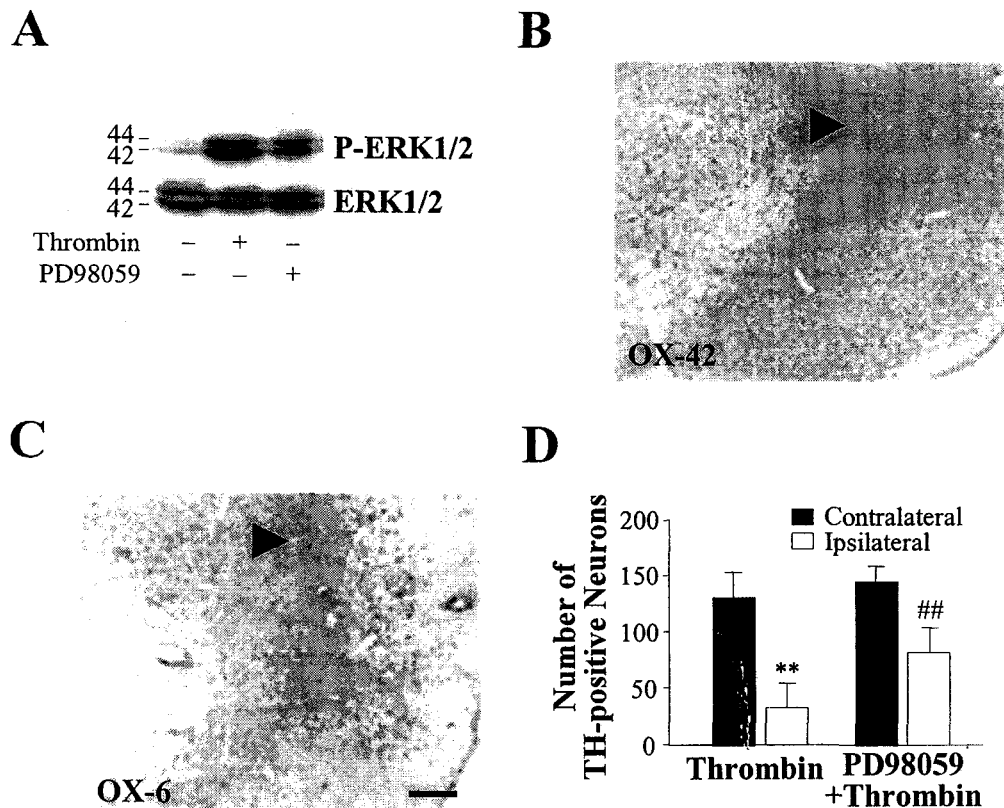 A
44
42
P-ERK1/2
44
42
ERK1/2
Thrombin - + -
PD98059 - - +
B
OX-42
C
OX-6
D
Number of
TH-positive Neurons
200
150
100
50
0
Contralateral
Ipsilateral
**
##
Thrombin
PD98059
+Thrombin